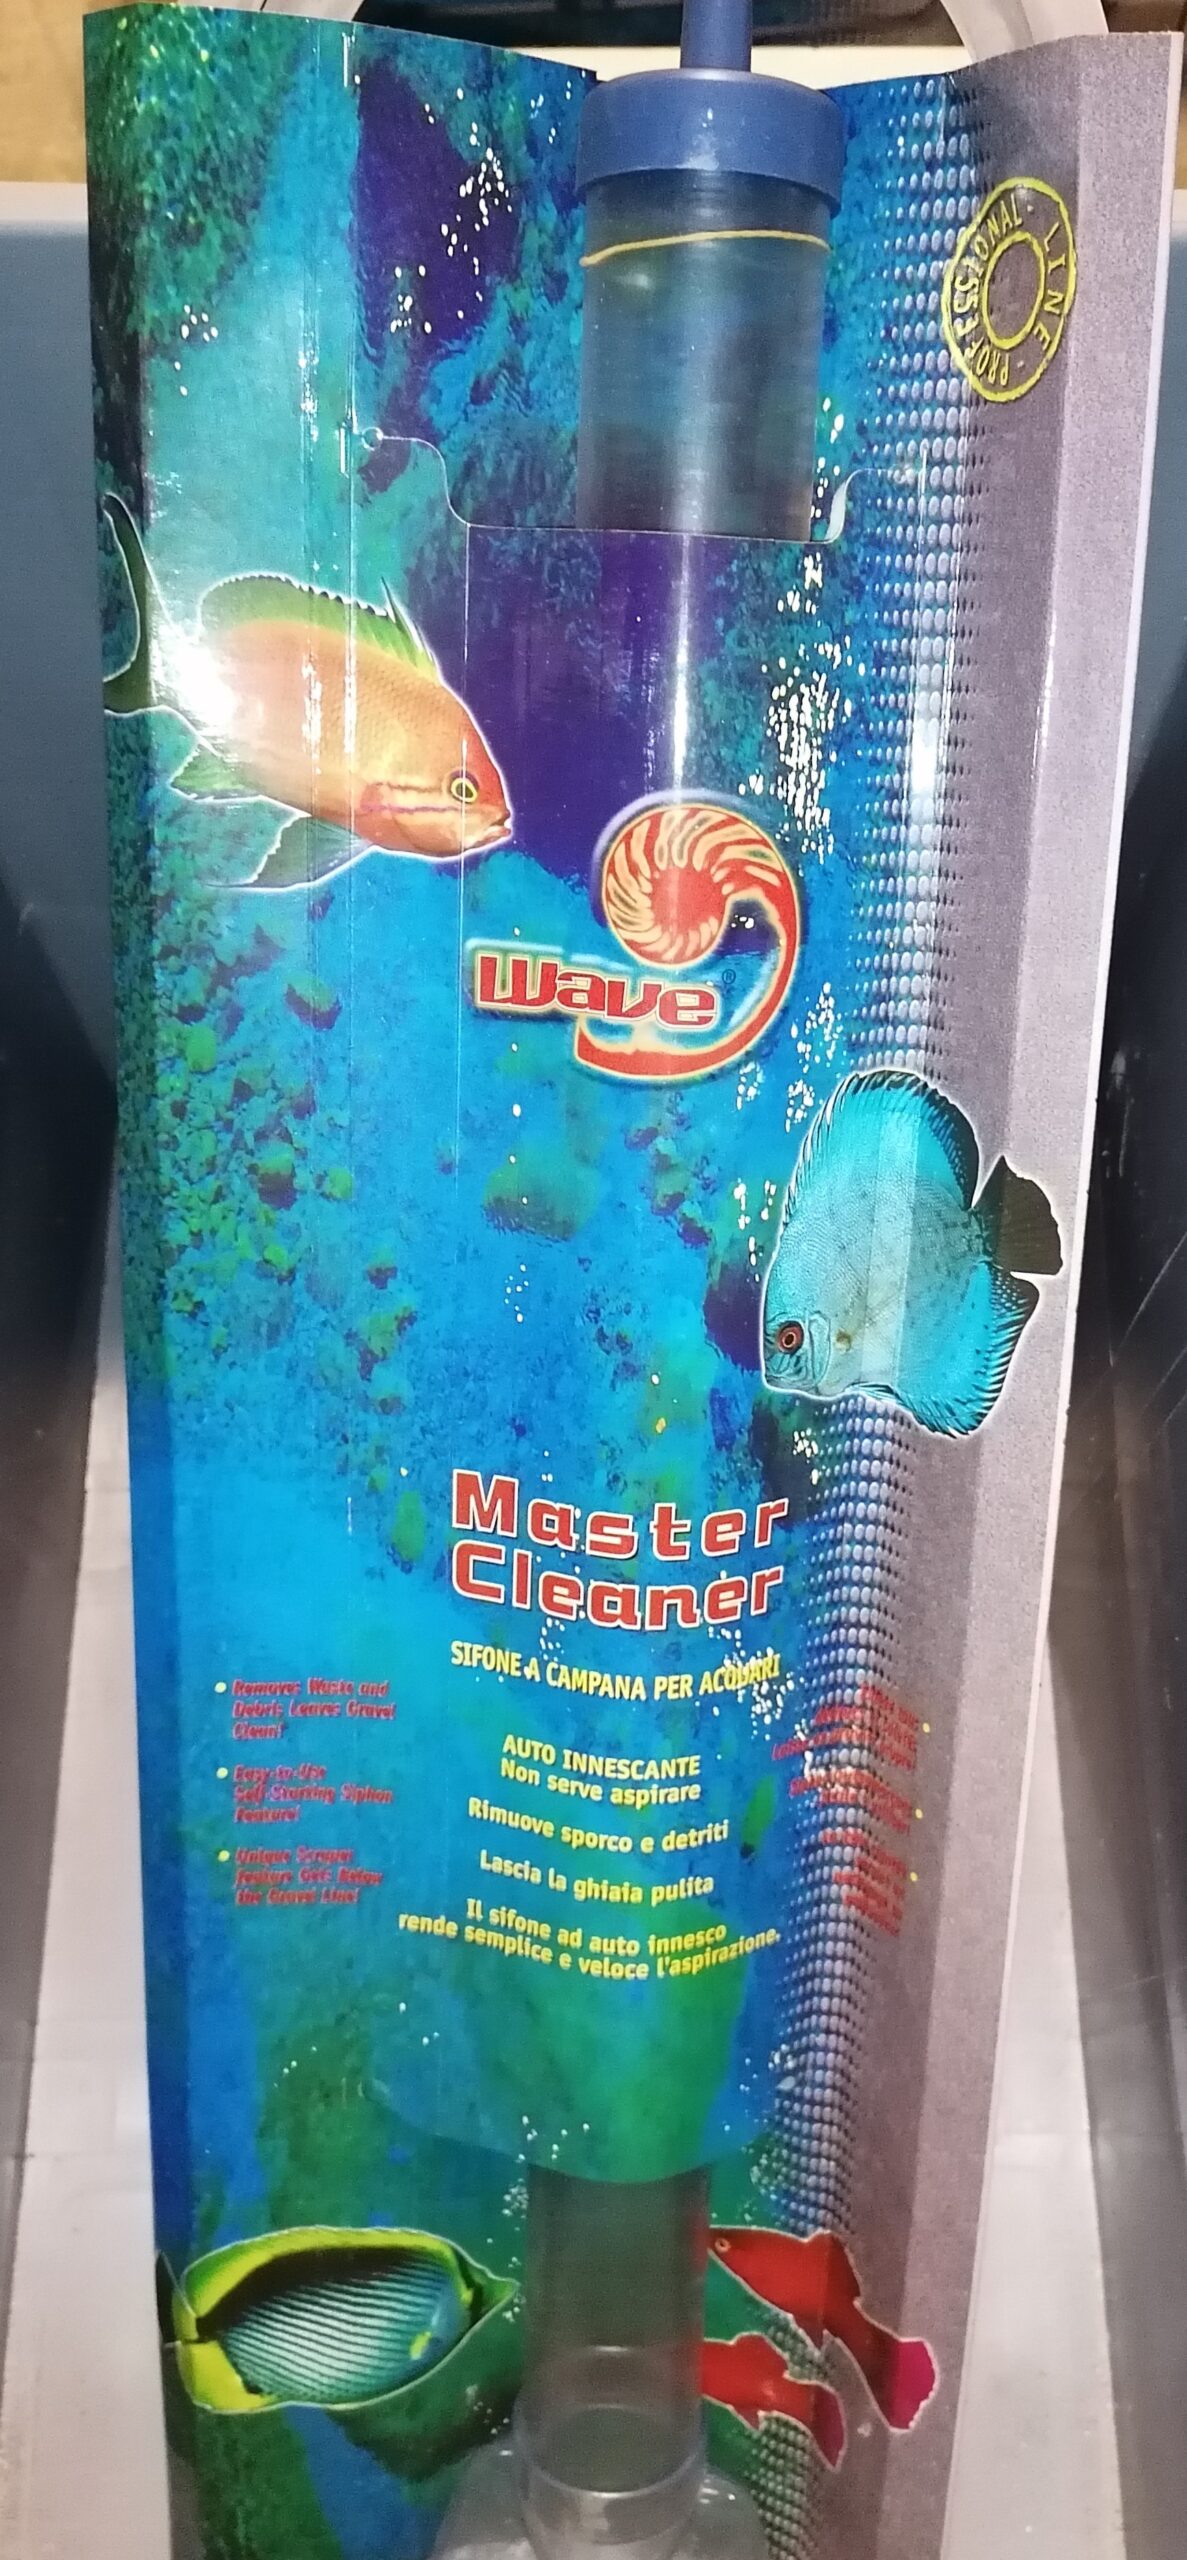 PROFESSIONAL · LINE ·
Wave ®
Master
Cleaner
SIFONE A CAMPANA PER ACQUARI
AUTO INNESCANTE
Non serve aspirare
Rimuove sporco e detriti
Lascia la ghiaia pulita
Il sifone ad auto innesco
rende semplice e veloce l'aspirazione.
• Removes Waste and
Debris Leaves Gravel
Clean!
• Easy-to-Use
Self-Starting Siphon
Feature!
• Unique Scraper
Feature Gets Below
the Gravel Line!